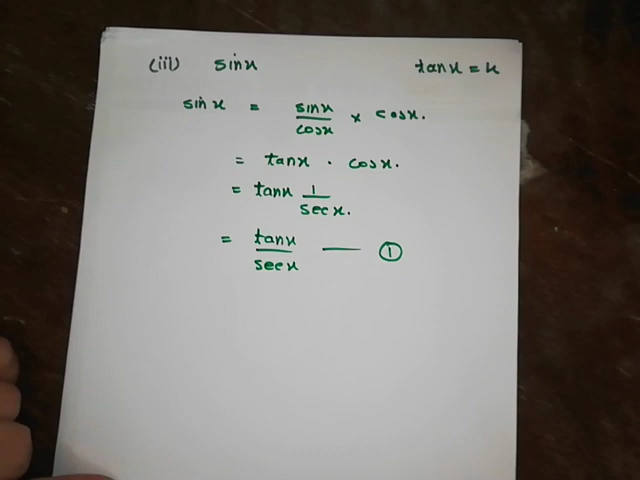 (iii) sinx tanx = k
sinx = sinx/cosx × cosx.
= tanx . cosx.
= tanx 1/secx.
= tanx/secx — ①